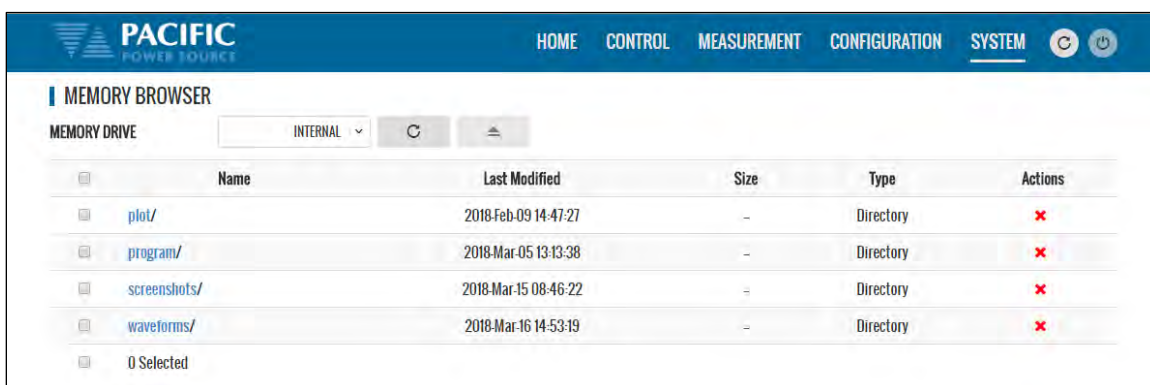 PACIFIC
POWER SOURCE
HOME CONTROL MEASUREMENT CONFIGURATION SYSTEM
MEMORY BROWSER
MEMORY DRIVE INTERNAL
Name Last Modified Size Type Actions
plot/ 2018-Feb-09 14:47:27 – Directory
program/ 2018-Mar-05 13:13:38 – Directory
screenshots/ 2018-Mar-15 08:46:22 – Directory
waveforms/ 2018-Mar-16 14:53:19 – Directory
0 Selected